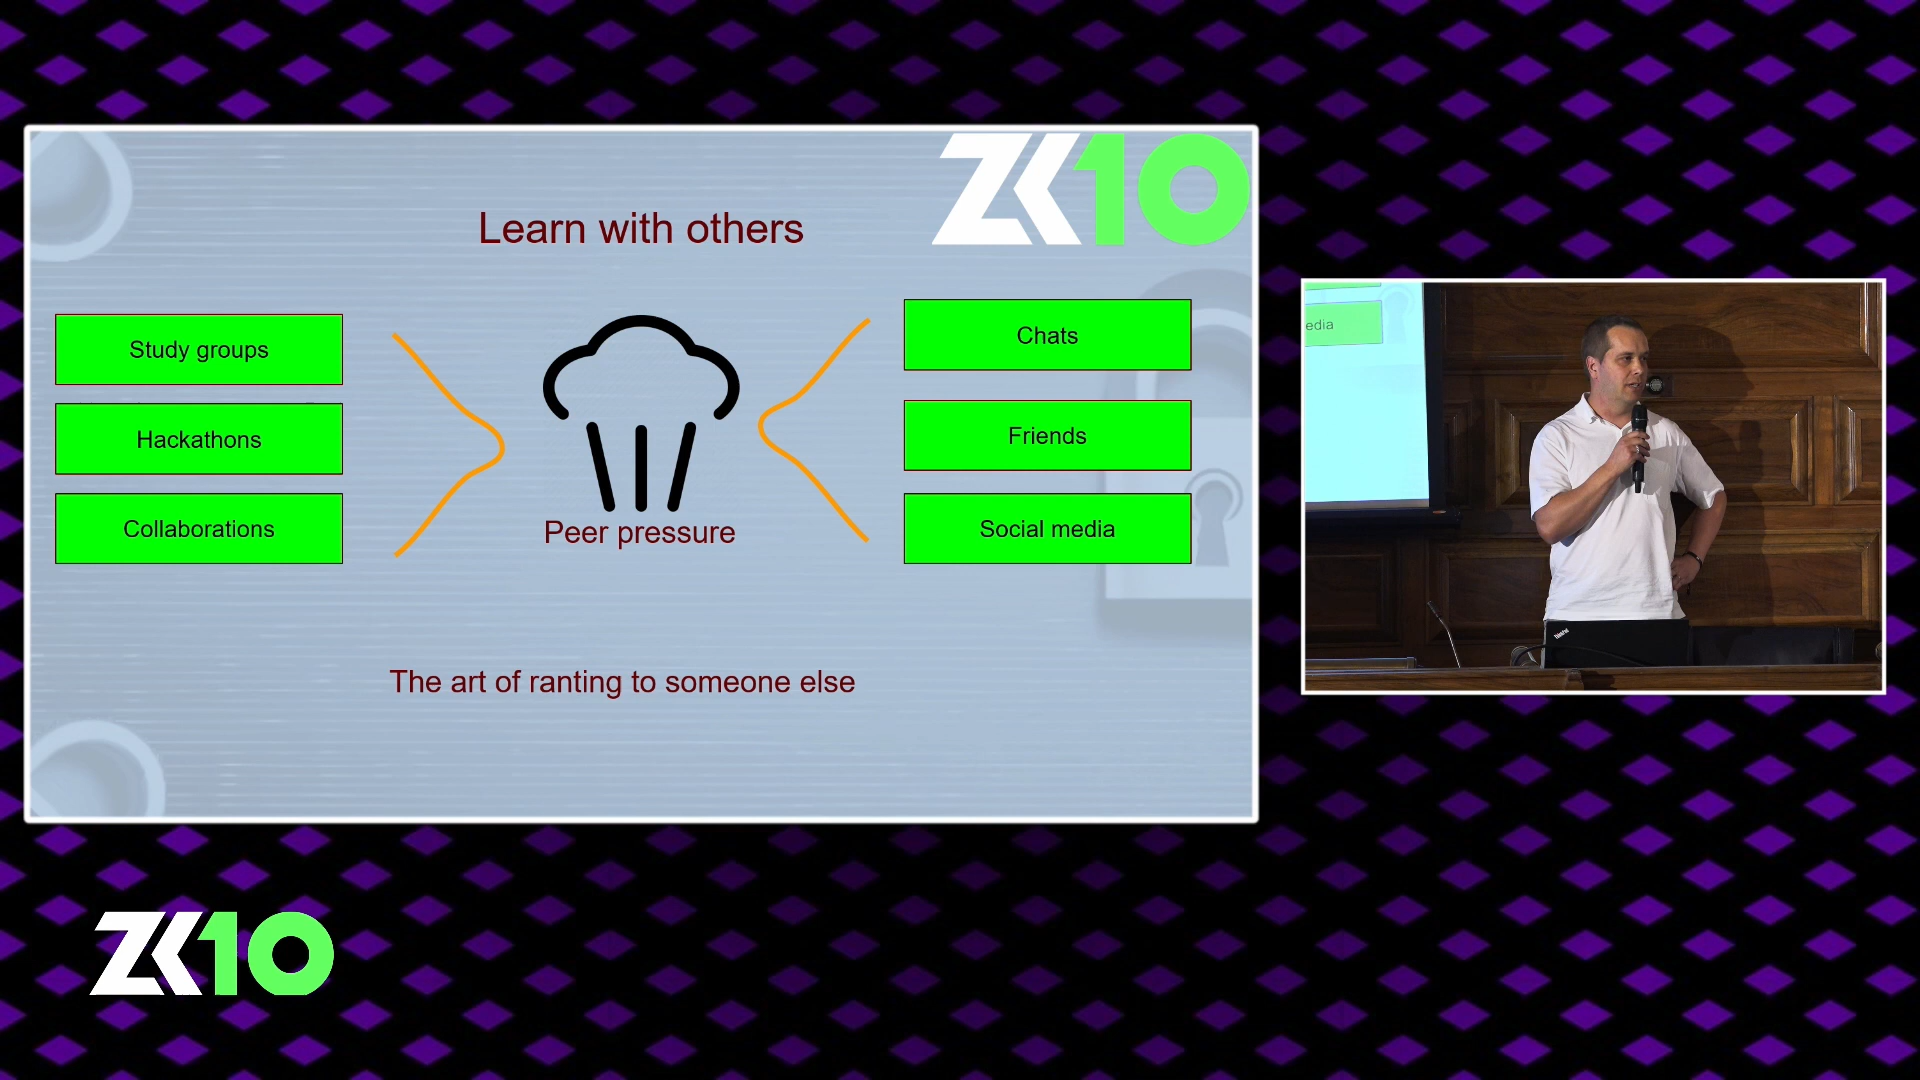 ZK10
Learn with others
Study groups
Hackathons
Collaborations
Peer pressure
Chats
Friends
Social media
The art of ranting to someone else
edia
ThinkPad
ZK10